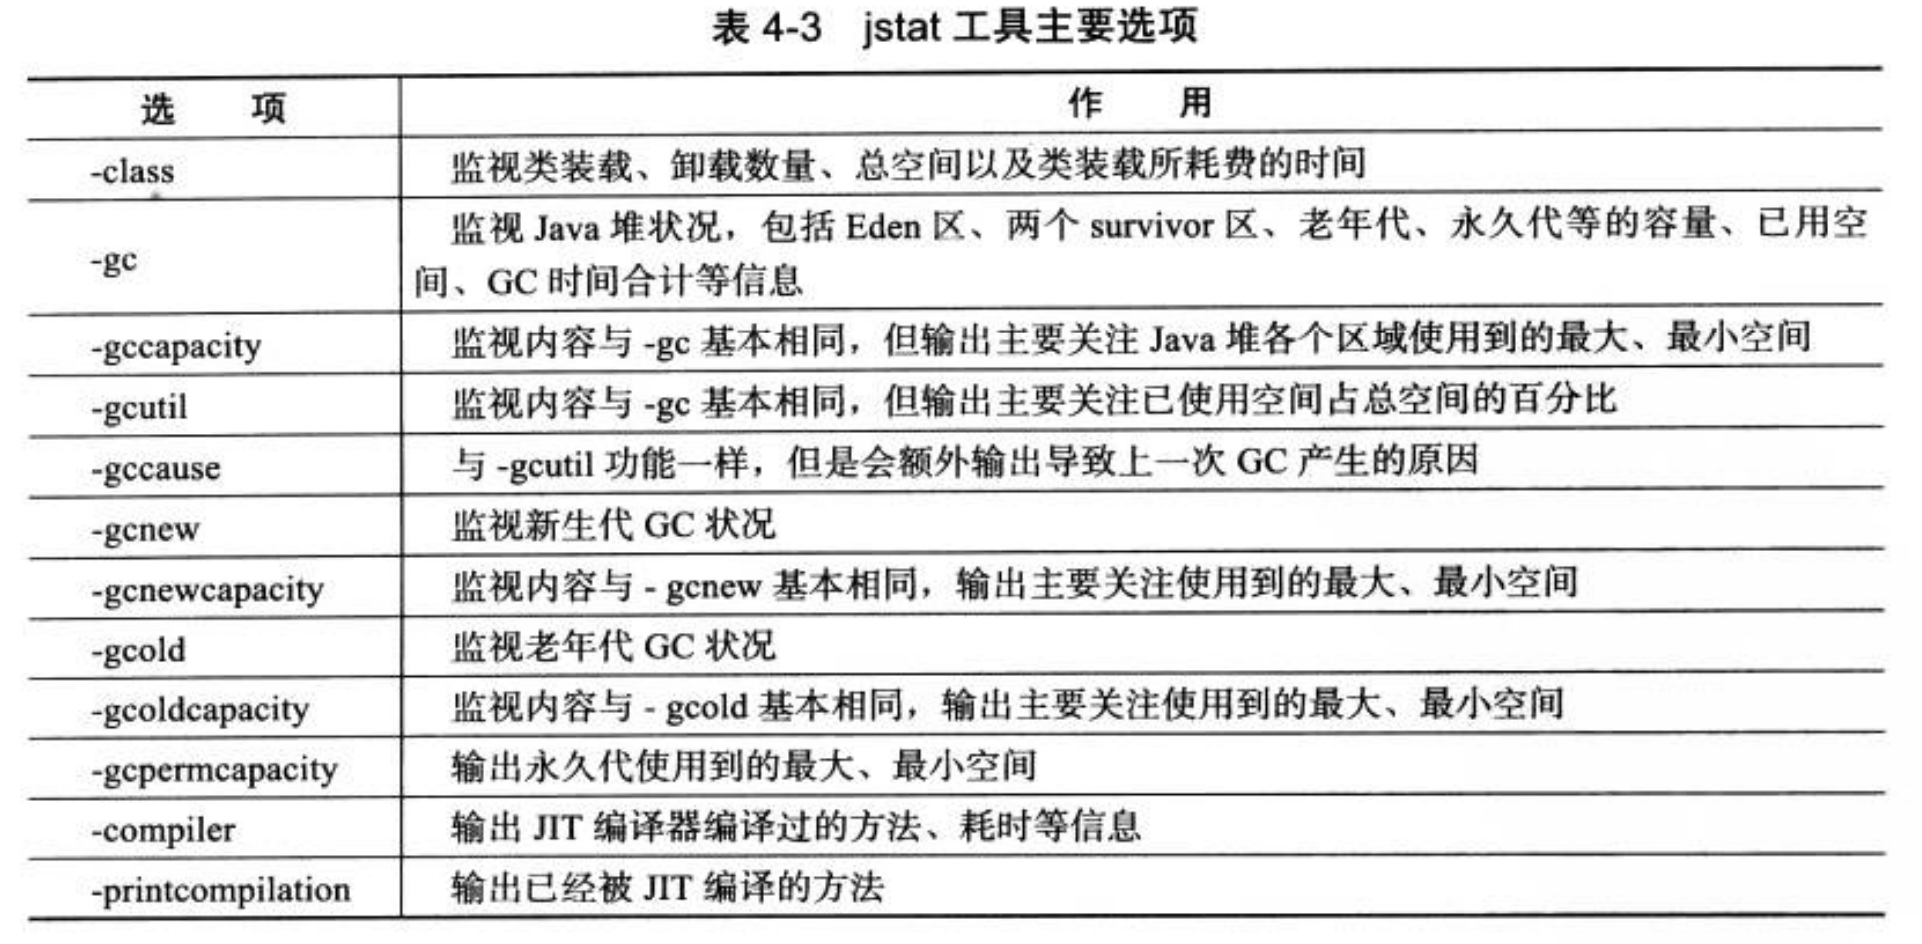 表 4-3 jstat 工具主要选项
选 项 作 用
-class 监视类装载、卸载数量、总空间以及类装载所耗费的时间
-gc 监视 Java 堆状况，包括 Eden 区、两个 survivor 区、老年代、永久代等的容量、已用空
间、GC 时间合计等信息
-gccapacity 监视内容与 -gc 基本相同，但输出主要关注 Java 堆各个区域使用到的最大、最小空间
-gcutil 监视内容与 -gc 基本相同，但输出主要关注已使用空间占总空间的百分比
-gccause 与 -gcutil 功能一样，但是会额外输出导致上一次 GC 产生的原因
-gcnew 监视新生代 GC 状况
-gcnewcapacity 监视内容与 - gcnew 基本相同，输出主要关注使用到的最大、最小空间
-gcold 监视老年代 GC 状况
-gcoldcapacity 监视内容与 - gcold 基本相同，输出主要关注使用到的最大、最小空间
-gcpermcapacity 输出永久代使用到的最大、最小空间
-compiler 输出 JIT 编译器编译过的方法、耗时等信息
-printcompilation 输出已经被 JIT 编译的方法